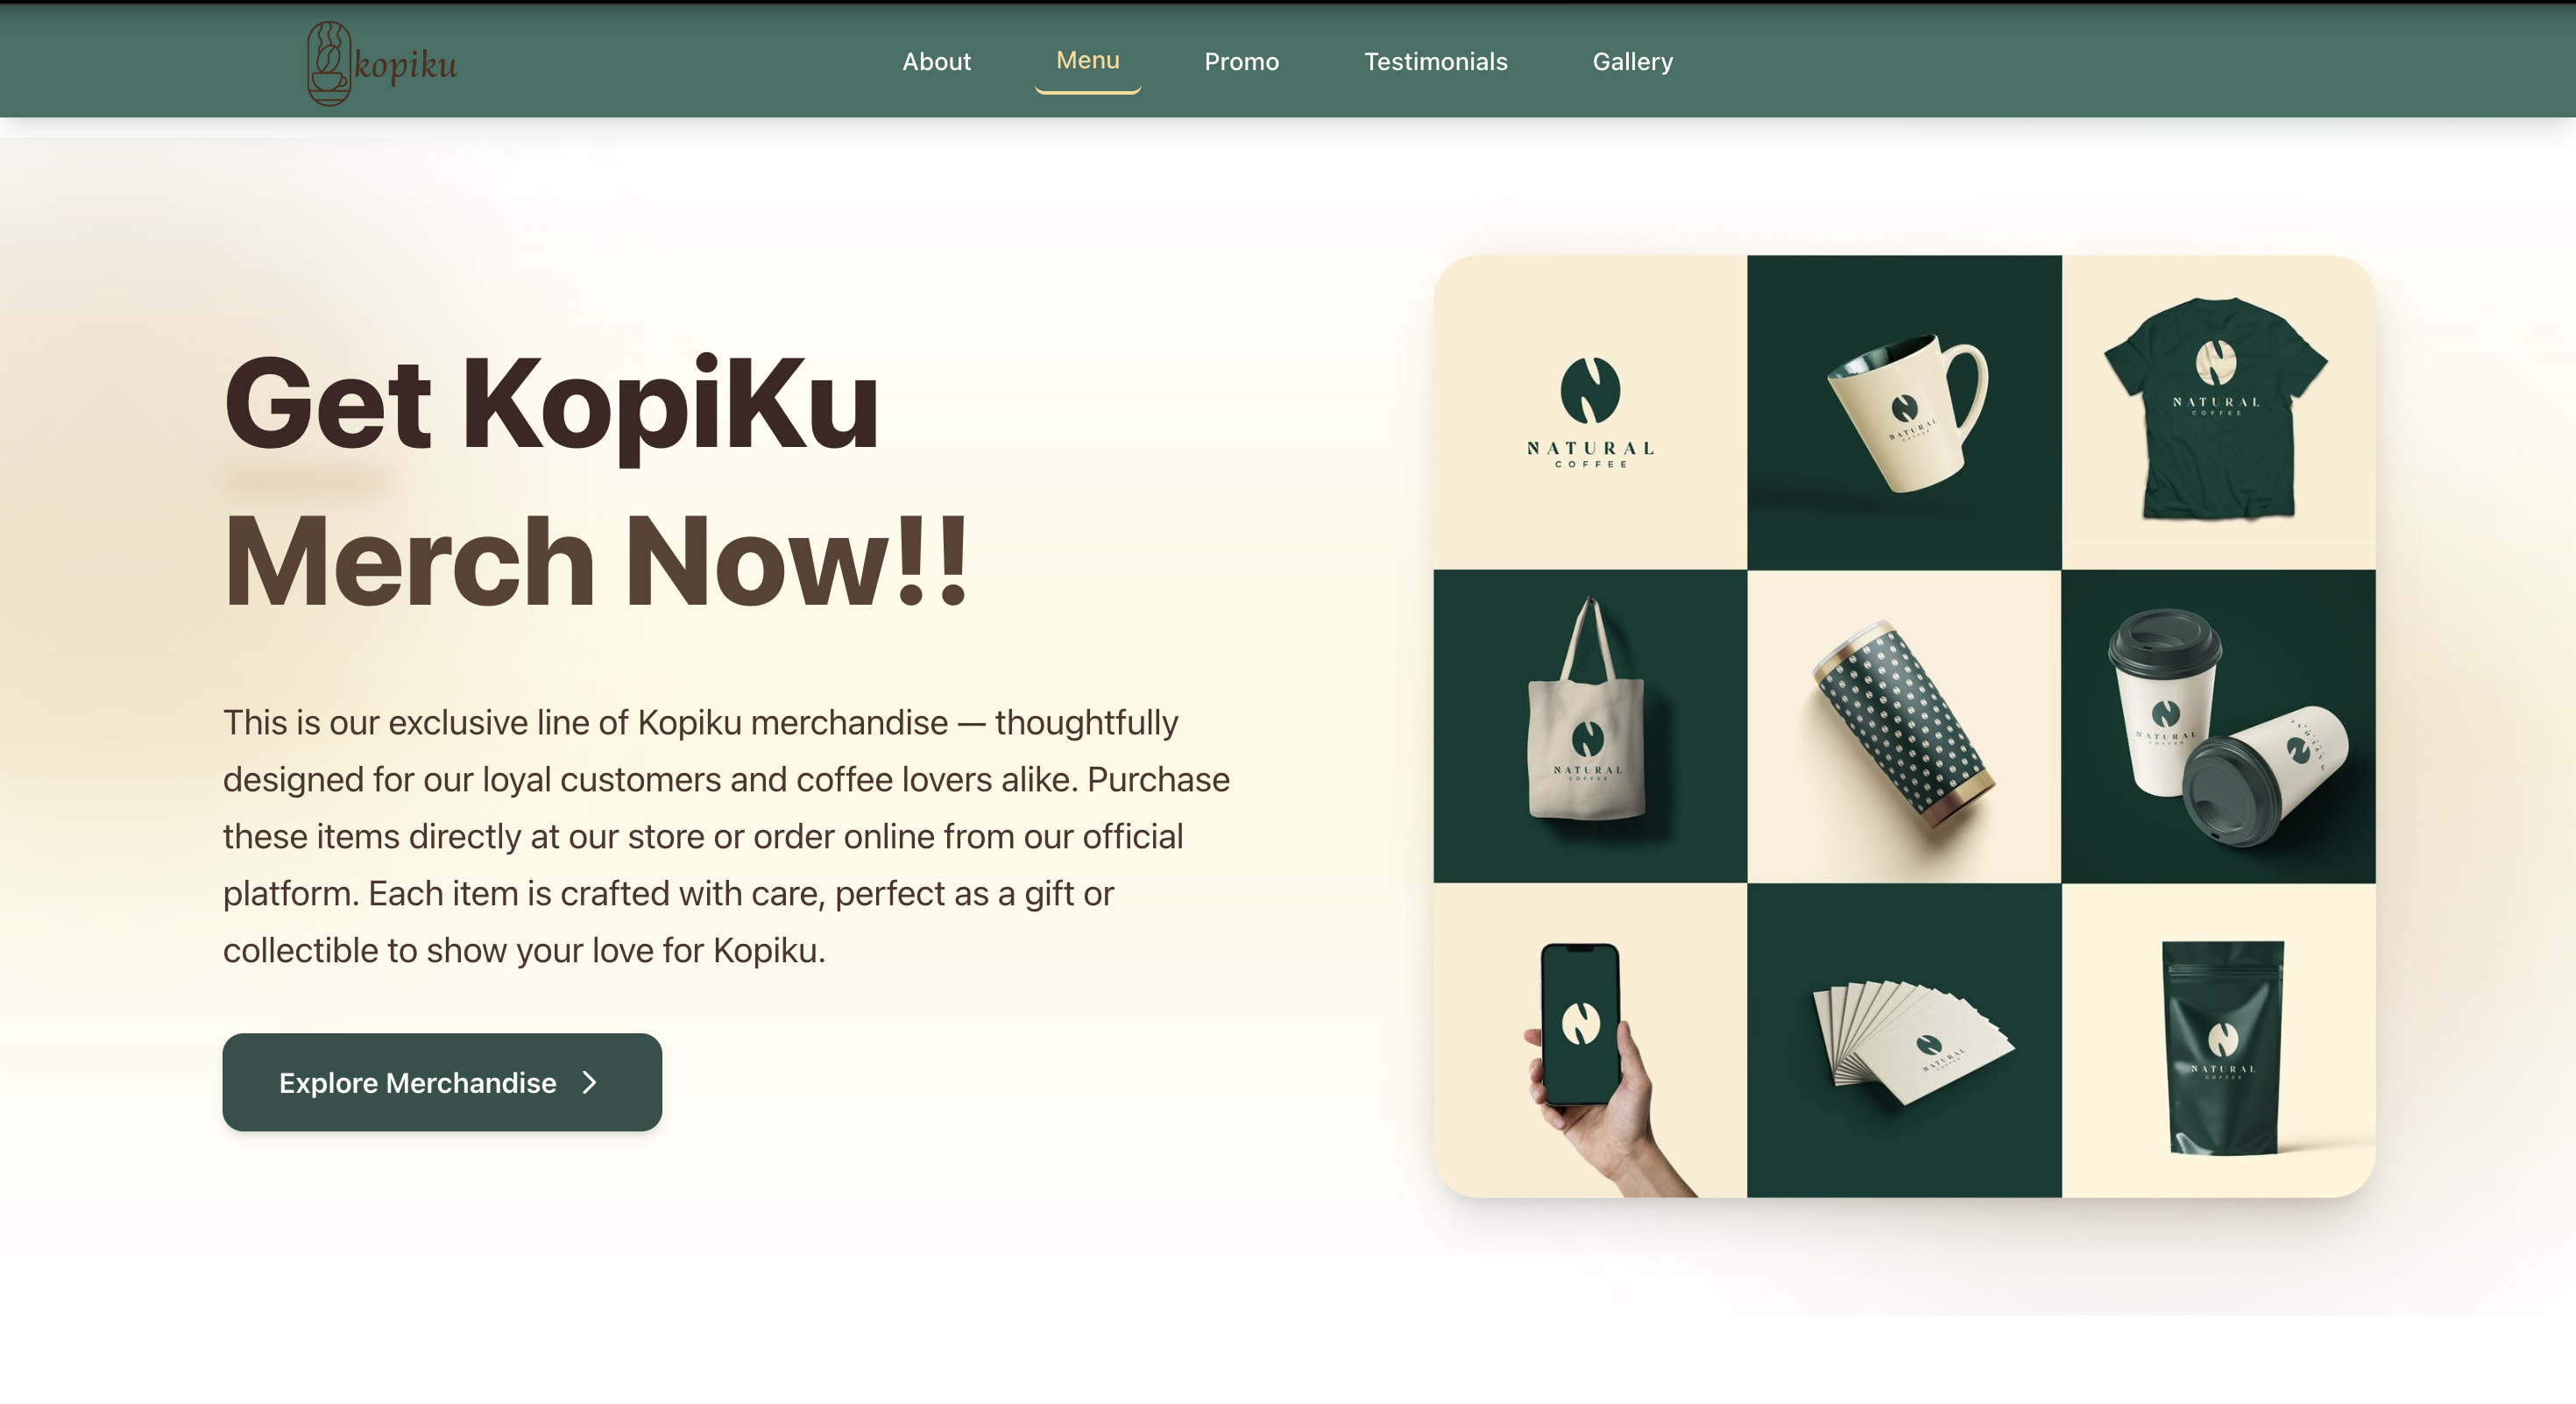 kopiku
About
Menu
Promo
Testimonials
Gallery
Get KopiKu
Merch Now!!
This is our exclusive line of Kopiku merchandise — thoughtfully
designed for our loyal customers and coffee lovers alike. Purchase
these items directly at our store or order online from our official
platform. Each item is crafted with care, perfect as a gift or
collectible to show your love for Kopiku.
Explore Merchandise
NATURAL
COFFEE
NATURAL
COFFEE
NATURAL
COFFEE
NATURAL
COFFEE
NATURAL
COFFEE
NATURAL
NATURAL
COFFEE
NATURAL
COFFEE